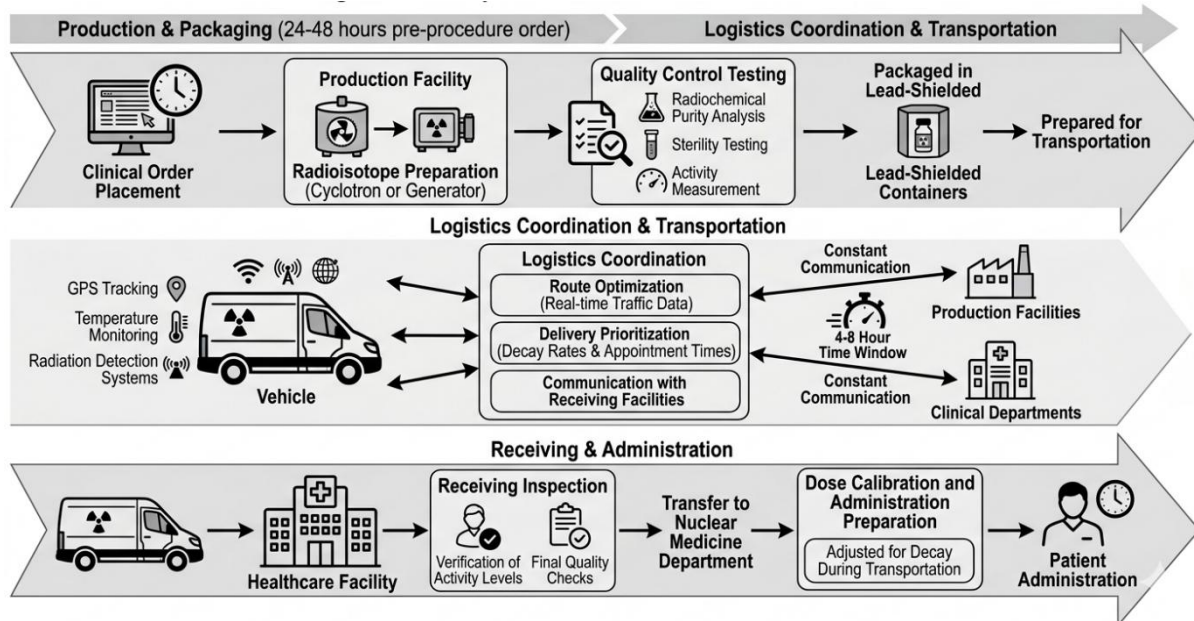 Production & Packaging (24-48 hours pre-procedure order)
Logistics Coordination & Transportation
Clinical Order
Placement
Production Facility
Radioisotope Preparation
(Cyclotron or Generator)
Quality Control Testing
Radiochemical
Purity Analysis
Sterility Testing
Activity
Measurement
Packaged in
Lead-Shielded
Lead-Shielded
Containers
Prepared for
Transportation
Logistics Coordination & Transportation
GPS Tracking
Temperature
Monitoring
Radiation Detection
Systems
Vehicle
Logistics Coordination
Route Optimization
(Real-time Traffic Data)
Delivery Prioritization
(Decay Rates & Appointment Times)
Communication with
Receiving Facilities
Constant
Communication
4-8 Hour
Time Window
Constant
Communication
Production Facilities
Clinical Departments
Receiving & Administration
Healthcare Facility
Receiving Inspection
Verification of
Activity Levels
Final Quality
Checks
Transfer to
Nuclear
Medicine
Department
Dose Calibration and
Administration
Preparation
Adjusted for Decay
During Transportation
Patient
Administration